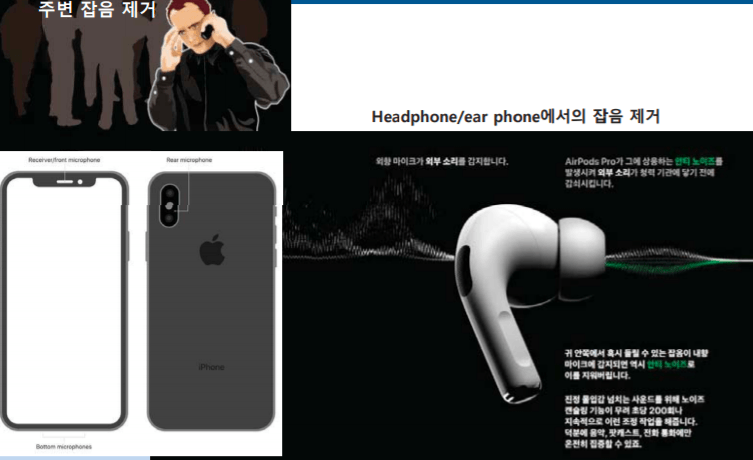 주변 잡음 제거
Headphone/ear phone에서의 잡음 제거
Receiver/front microphone
Rear microphone
iPhone
Bottom microphones
외향 마이크가 외부 소리를 감지합니다.
AirPods Pro가 그에 상응하는 안티 노이즈를
발생시켜 외부 소리가 청력 기관에 닿기 전에
감쇠시킵니다.
귀 안쪽에서 혹시 들릴 수 있는 잡음이 내향
마이크에 감지되면 역시 안티 노이즈로
이를 지워버립니다.
진정 몰입감 넘치는 사운드를 위해 노이즈
캔슬링 기능이 무려 초당 200회나
지속적으로 이런 조정 작업을 해줍니다.
덕분에 음악, 팟캐스트, 전화 통화에만
온전히 집중할 수 있죠.